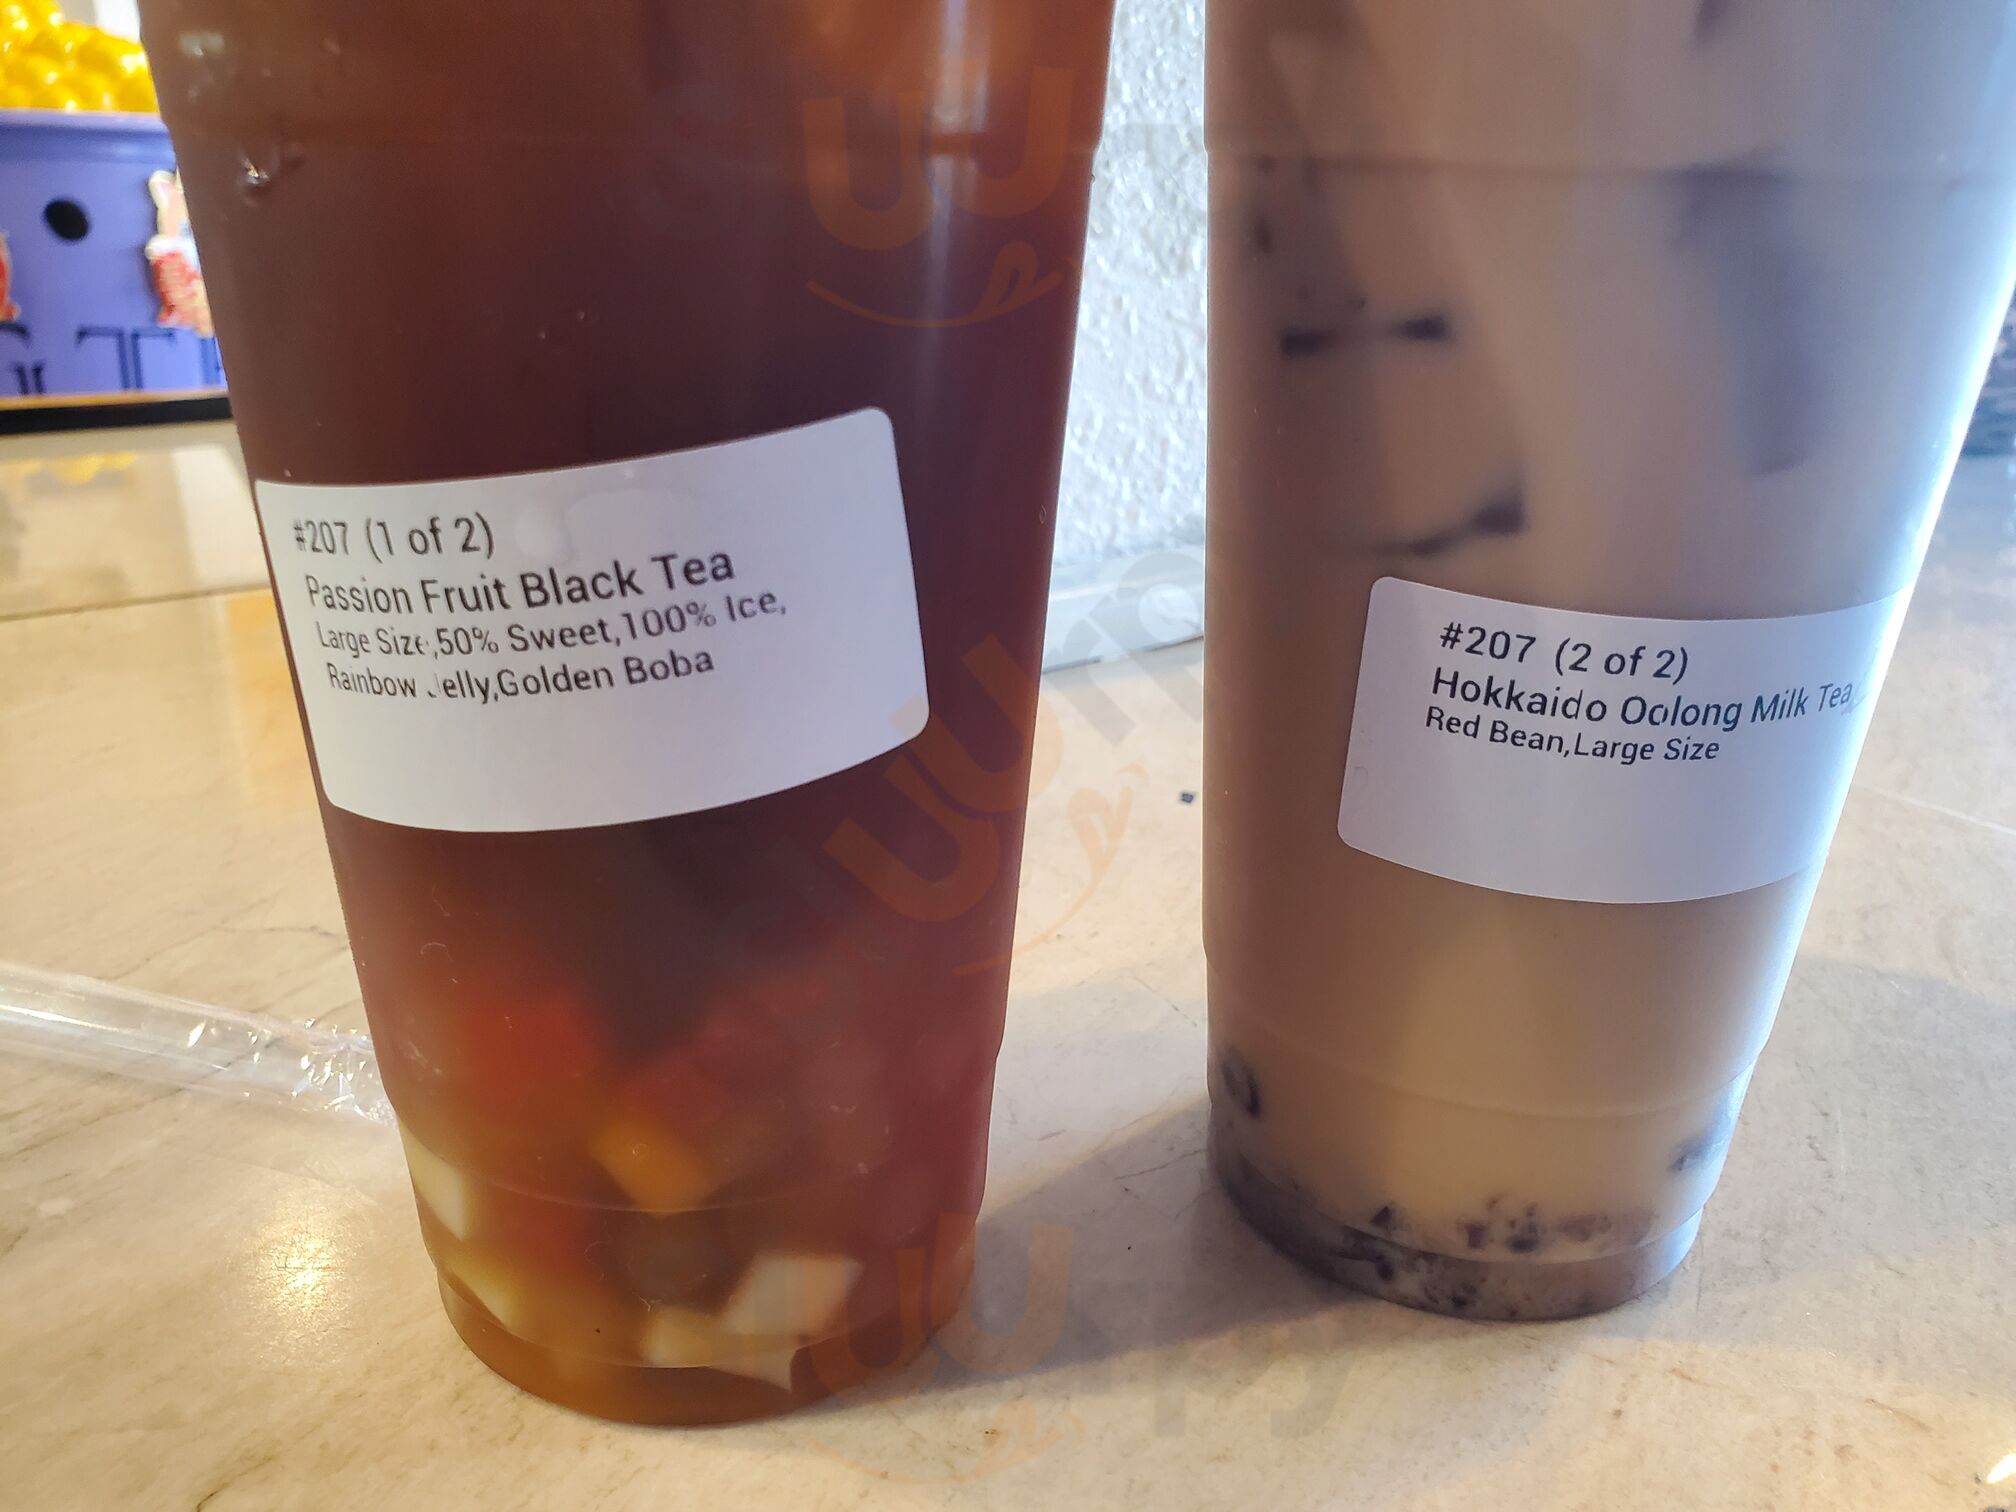 #207 (1 of 2)
Passion Fruit Black Tea
Large Size,50% Sweet,100% Ice,
Rainbow Jelly,Golden Boba
#207 (2 of 2)
Hokkaido Oolong Milk Tea,
Red Bean,Large Size